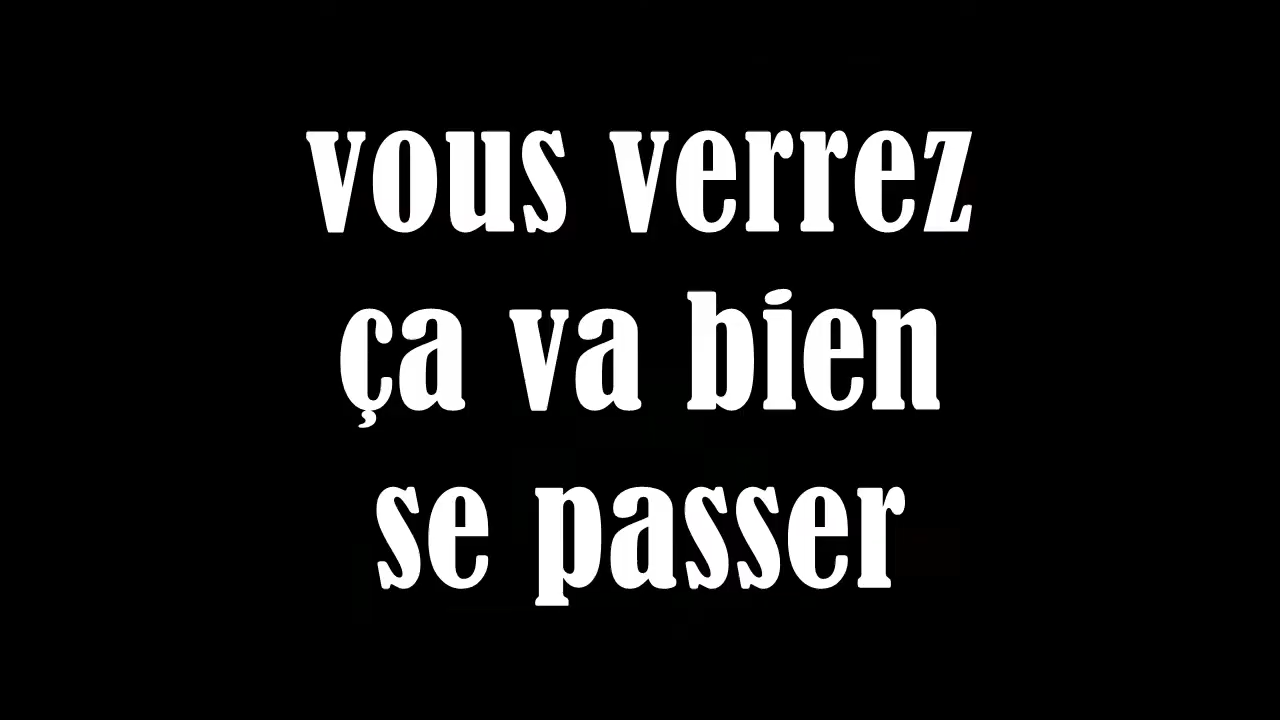 vous verrez
ça va bien
se passer